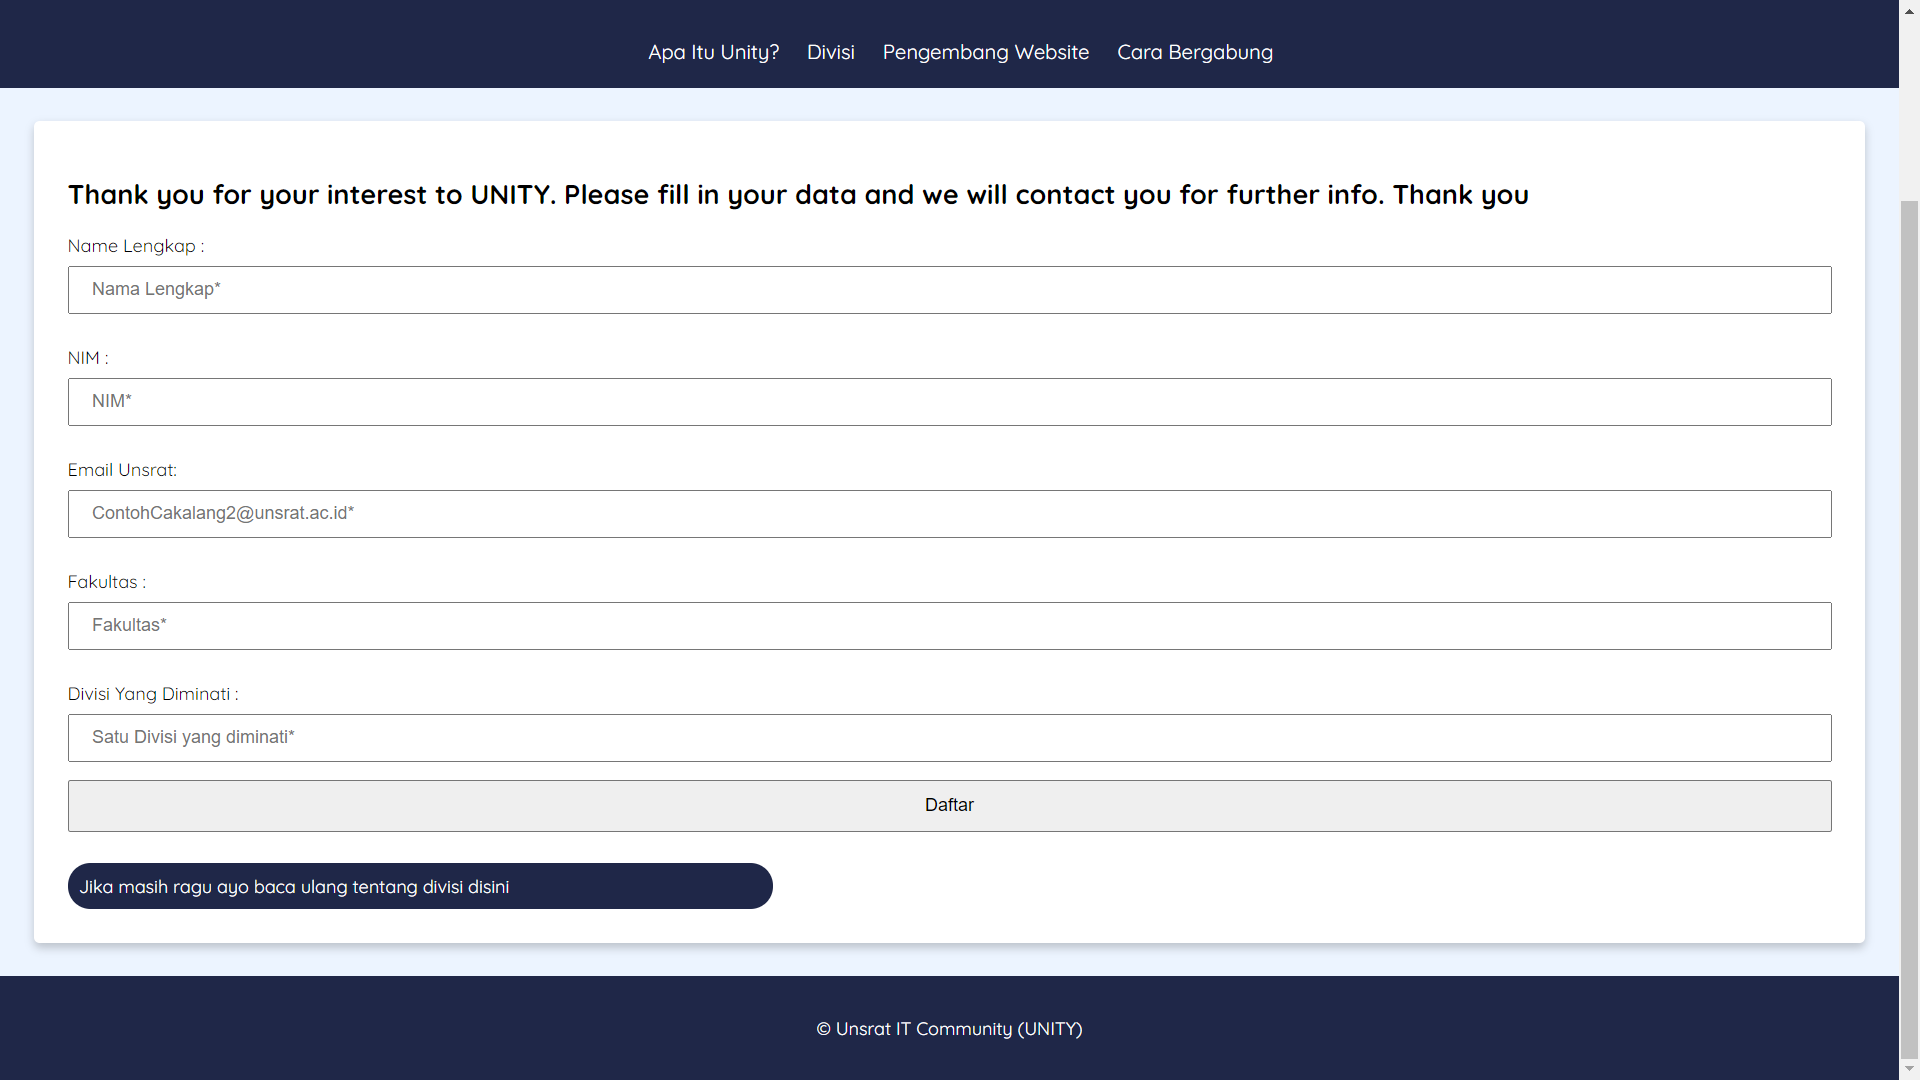 Apa Itu Unity? Divisi Pengembang Website Cara Bergabung
Thank you for your interest to UNITY. Please fill in your data and we will contact you for further info. Thank you
Name Lengkap :
Nama Lengkap*
NIM :
NIM*
Email Unsrat:
ContohCakalang2@unsrat.ac.id*
Fakultas :
Fakultas*
Divisi Yang Diminati :
Satu Divisi yang diminati*
Daftar
Jika masih ragu ayo baca ulang tentang divisi disini
© Unsrat IT Community (UNITY)